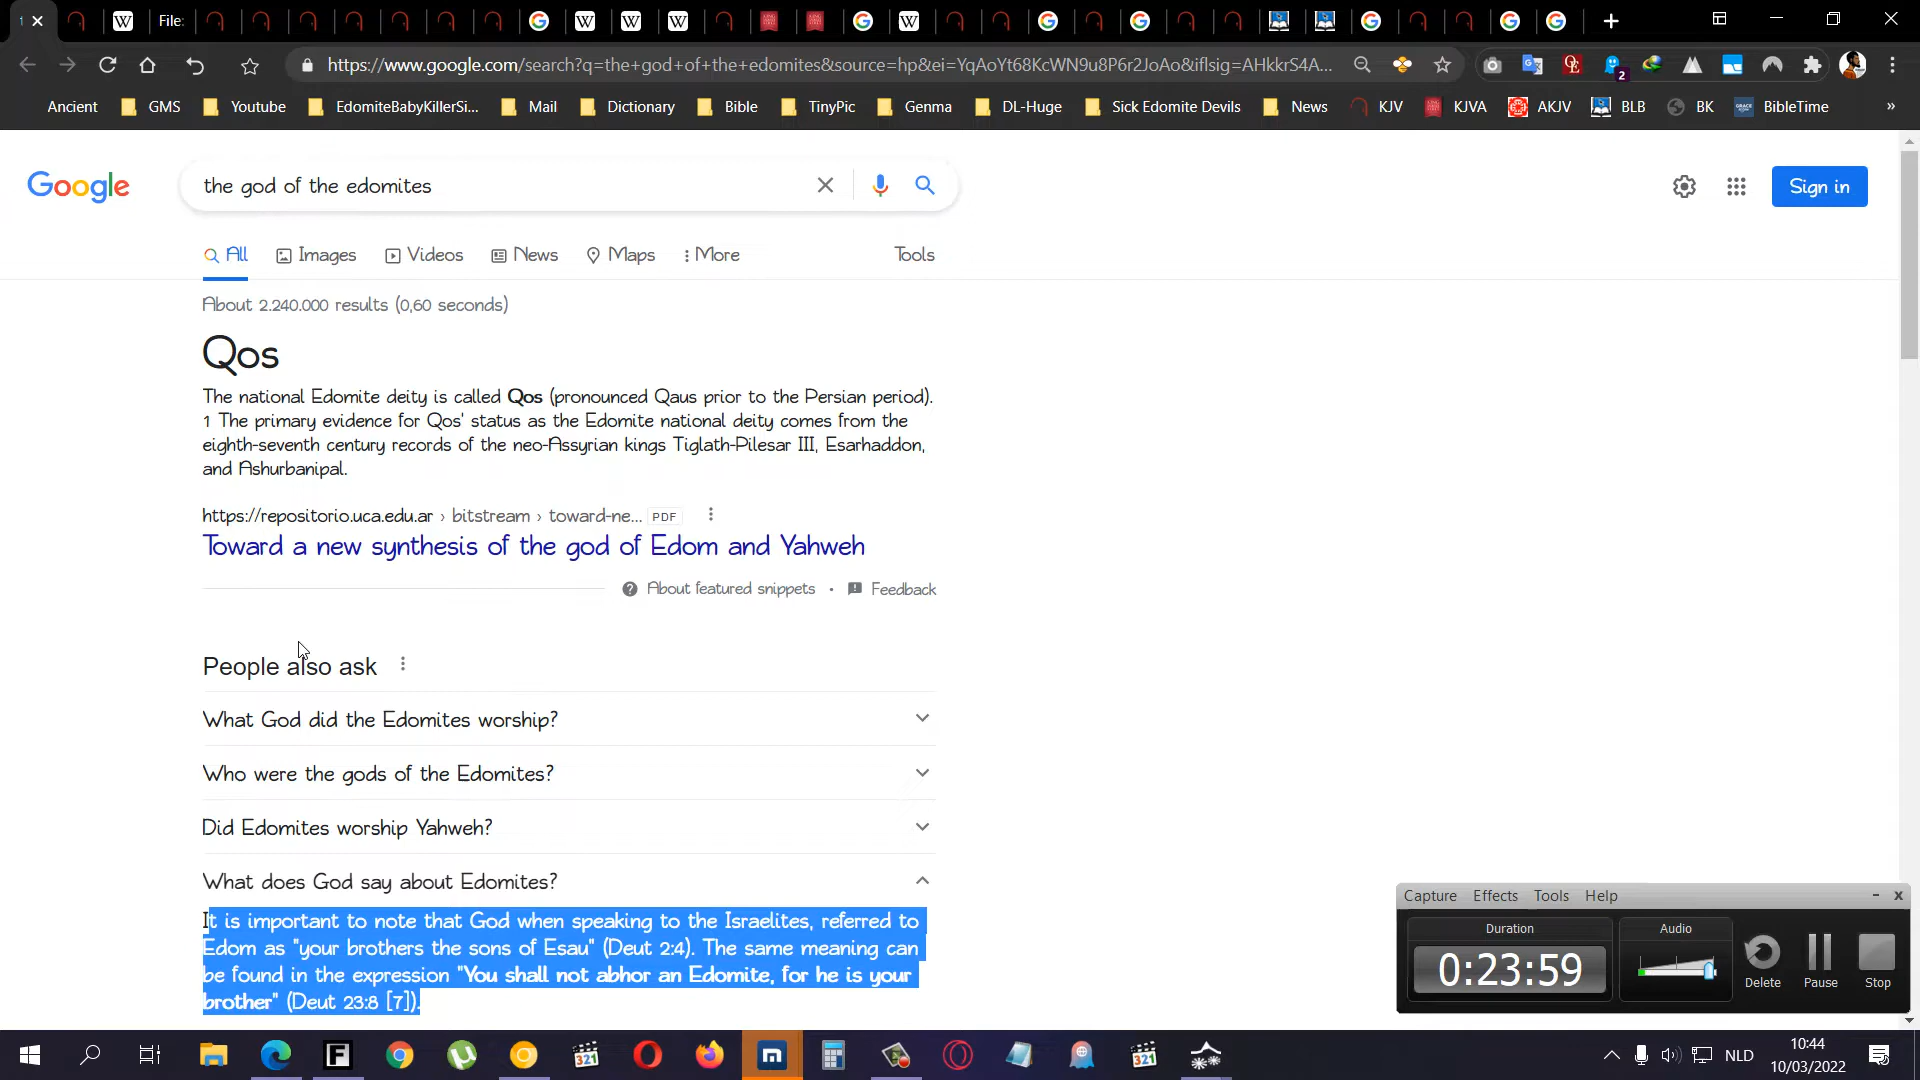 File:
https://www.google.com/search?q=the+god+of+the+edomites&source=hp&ei=YqAoYt68KcWN9u8P6r2JoAo&iflsig=AHkkrS4A...
2
Ancient GMS Youtube EdomiteBabyKillerSi... Mail Dictionary Bible TinyPic Genma DL-Huge Sick Edomite Devils News KJV KJVA AKJV BLB BK BibleTime »
Google
the god of the edomites
Sign in
All Images Videos News Maps More Tools
About 2.240.000 results (0,60 seconds)
Qos
The national Edomite deity is called Qos (pronounced Qaus prior to the Persian period).
1 The primary evidence for Qos' status as the Edomite national deity comes from the
eighth-seventh century records of the neo-Assyrian kings Tiglath-Pilesar III, Esarhaddon,
and Ashurbanipal.
https://repositorio.uca.edu.ar › bitstream › toward-ne... PDF
Toward a new synthesis of the god of Edom and Yahweh
About featured snippets • Feedback
People also ask
What God did the Edomites worship?
Who were the gods of the Edomites?
Did Edomites worship Yahweh?
What does God say about Edomites?
It is important to note that God when speaking to the Israelites, referred to
Edom as "your brothers the sons of Esau" (Deut 2:4). The same meaning can
be found in the expression "You shall not abhor an Edomite, for he is your
brother" (Deut 23:8 [7]).
Capture Effects Tools Help
Duration
Audio
0:23:59
Delete Pause Stop
NLD
10:44
10/03/2022